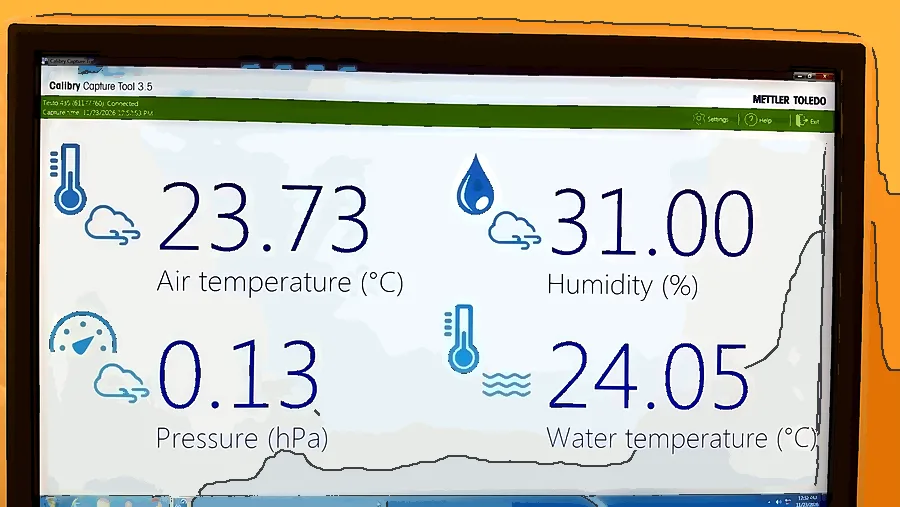 Calibry Capture Tool 3.5
METTLER TOLEDO
Connected
Settings Help Exit
23.73
Air temperature (°C)
31.00
Humidity (%)
0.13
Pressure (hPa)
24.05
Water temperature (°C)